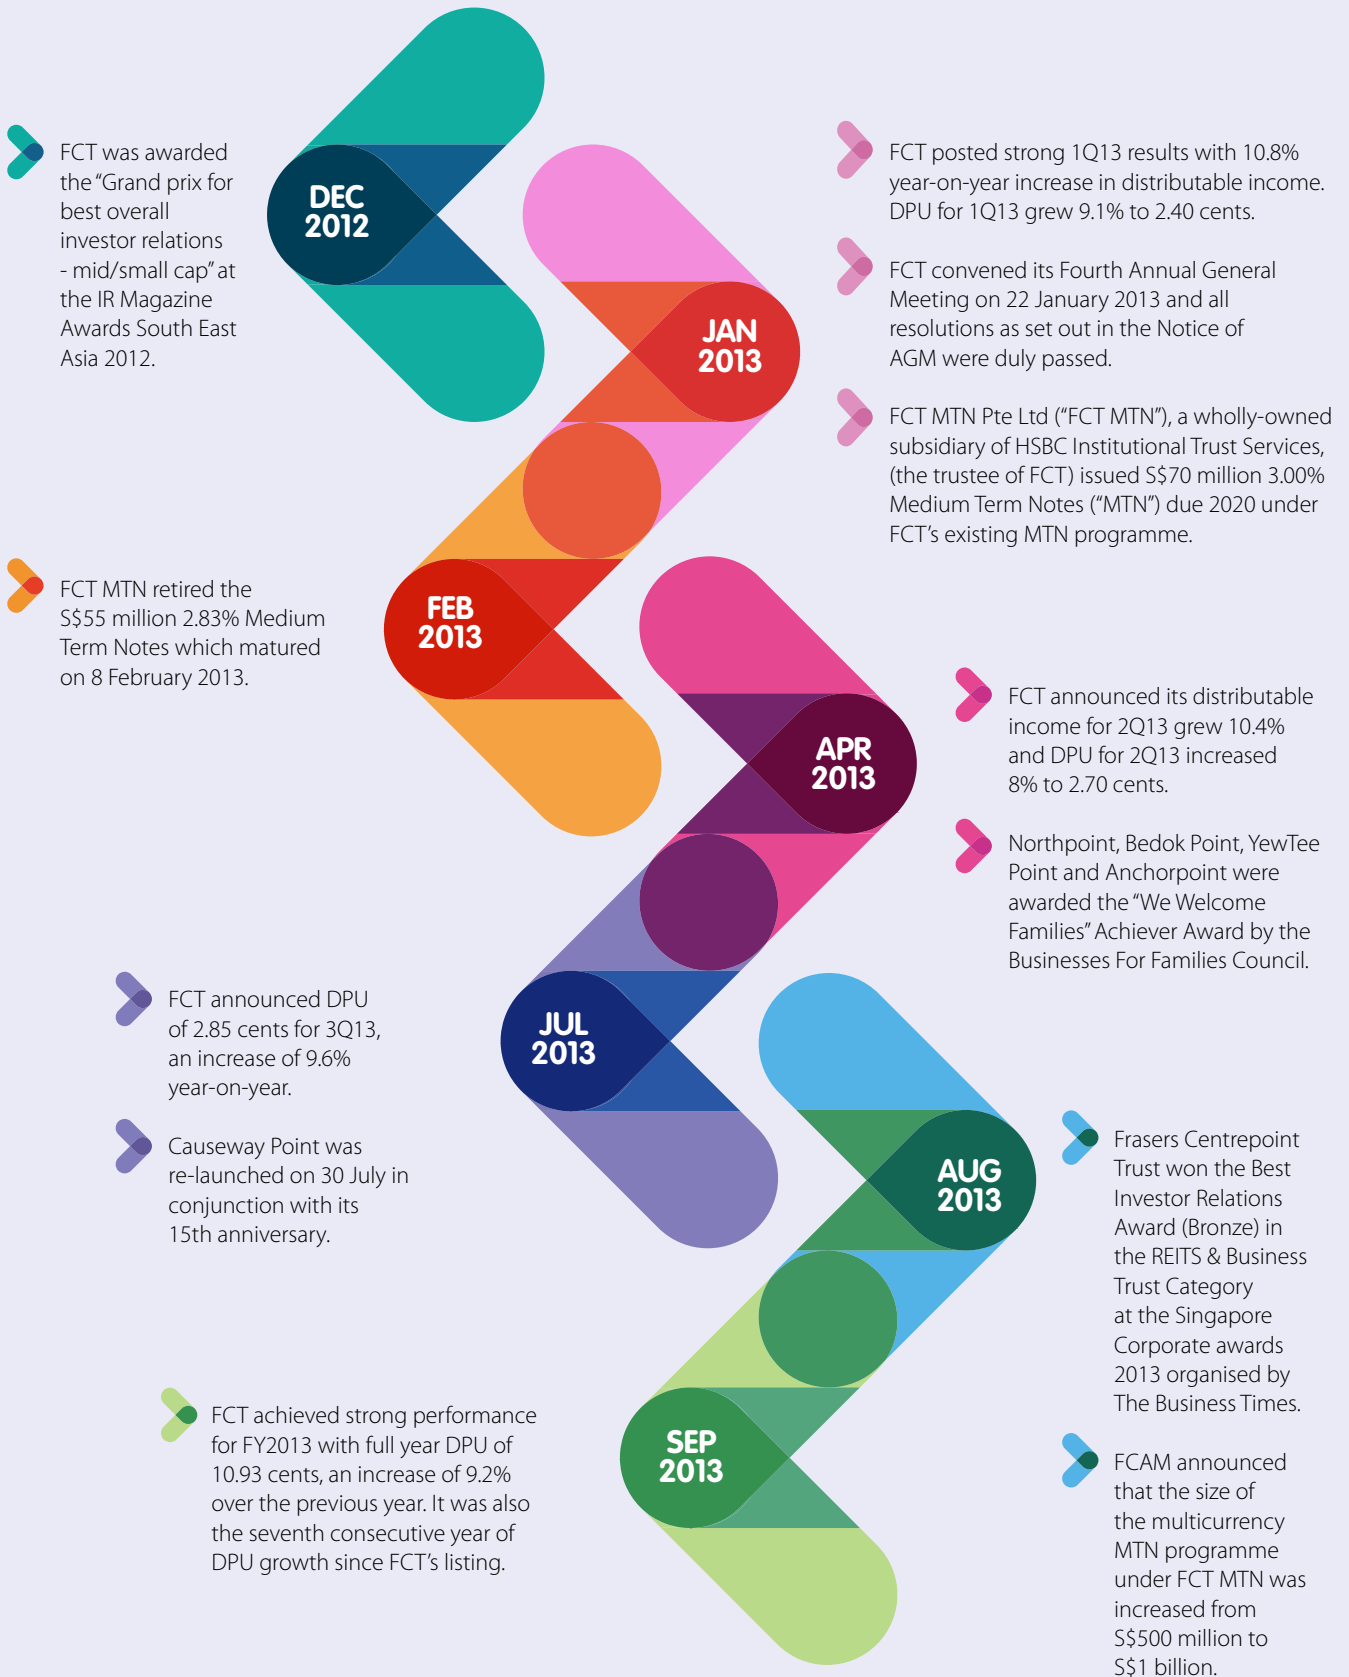 DEC
2012
FCT was awarded
the “Grand prix for
best overall
investor relations
- mid/small cap” at
the IR Magazine
Awards South East
Asia 2012.
JAN
2013
FCT posted strong 1Q13 results with 10.8%
year-on-year increase in distributable income.
DPU for 1Q13 grew 9.1% to 2.40 cents.
FCT convened its Fourth Annual General
Meeting on 22 January 2013 and all
resolutions as set out in the Notice of
AGM were duly passed.
FCT MTN Pte Ltd (“FCT MTN”), a wholly-owned
subsidiary of HSBC Institutional Trust Services,
(the trustee of FCT) issued S$70 million 3.00%
Medium Term Notes (“MTN”) due 2020 under
FCT’s existing MTN programme.
FEB
2013
FCT MTN retired the
S$55 million 2.83% Medium
Term Notes which matured
on 8 February 2013.
APR
2013
FCT announced its distributable
income for 2Q13 grew 10.4%
and DPU for 2Q13 increased
8% to 2.70 cents.
Northpoint, Bedok Point, YewTee
Point and Anchorpoint were
awarded the “We Welcome
Families” Achiever Award by the
Businesses For Families Council.
JUL
2013
FCT announced DPU
of 2.85 cents for 3Q13,
an increase of 9.6%
year-on-year.
Causeway Point was
re-launched on 30 July in
conjunction with its
15th anniversary.
AUG
2013
Frasers Centrepoint
Trust won the Best
Investor Relations
Award (Bronze) in
the REITS & Business
Trust Category
at the Singapore
Corporate awards
2013 organised by
The Business Times.
FCAM announced
that the size of
the multicurrency
MTN programme
under FCT MTN was
increased from
S$500 million to
S$1 billion.
SEP
2013
FCT achieved strong performance
for FY2013 with full year DPU of
10.93 cents, an increase of 9.2%
over the previous year. It was also
the seventh consecutive year of
DPU growth since FCT’s listing.